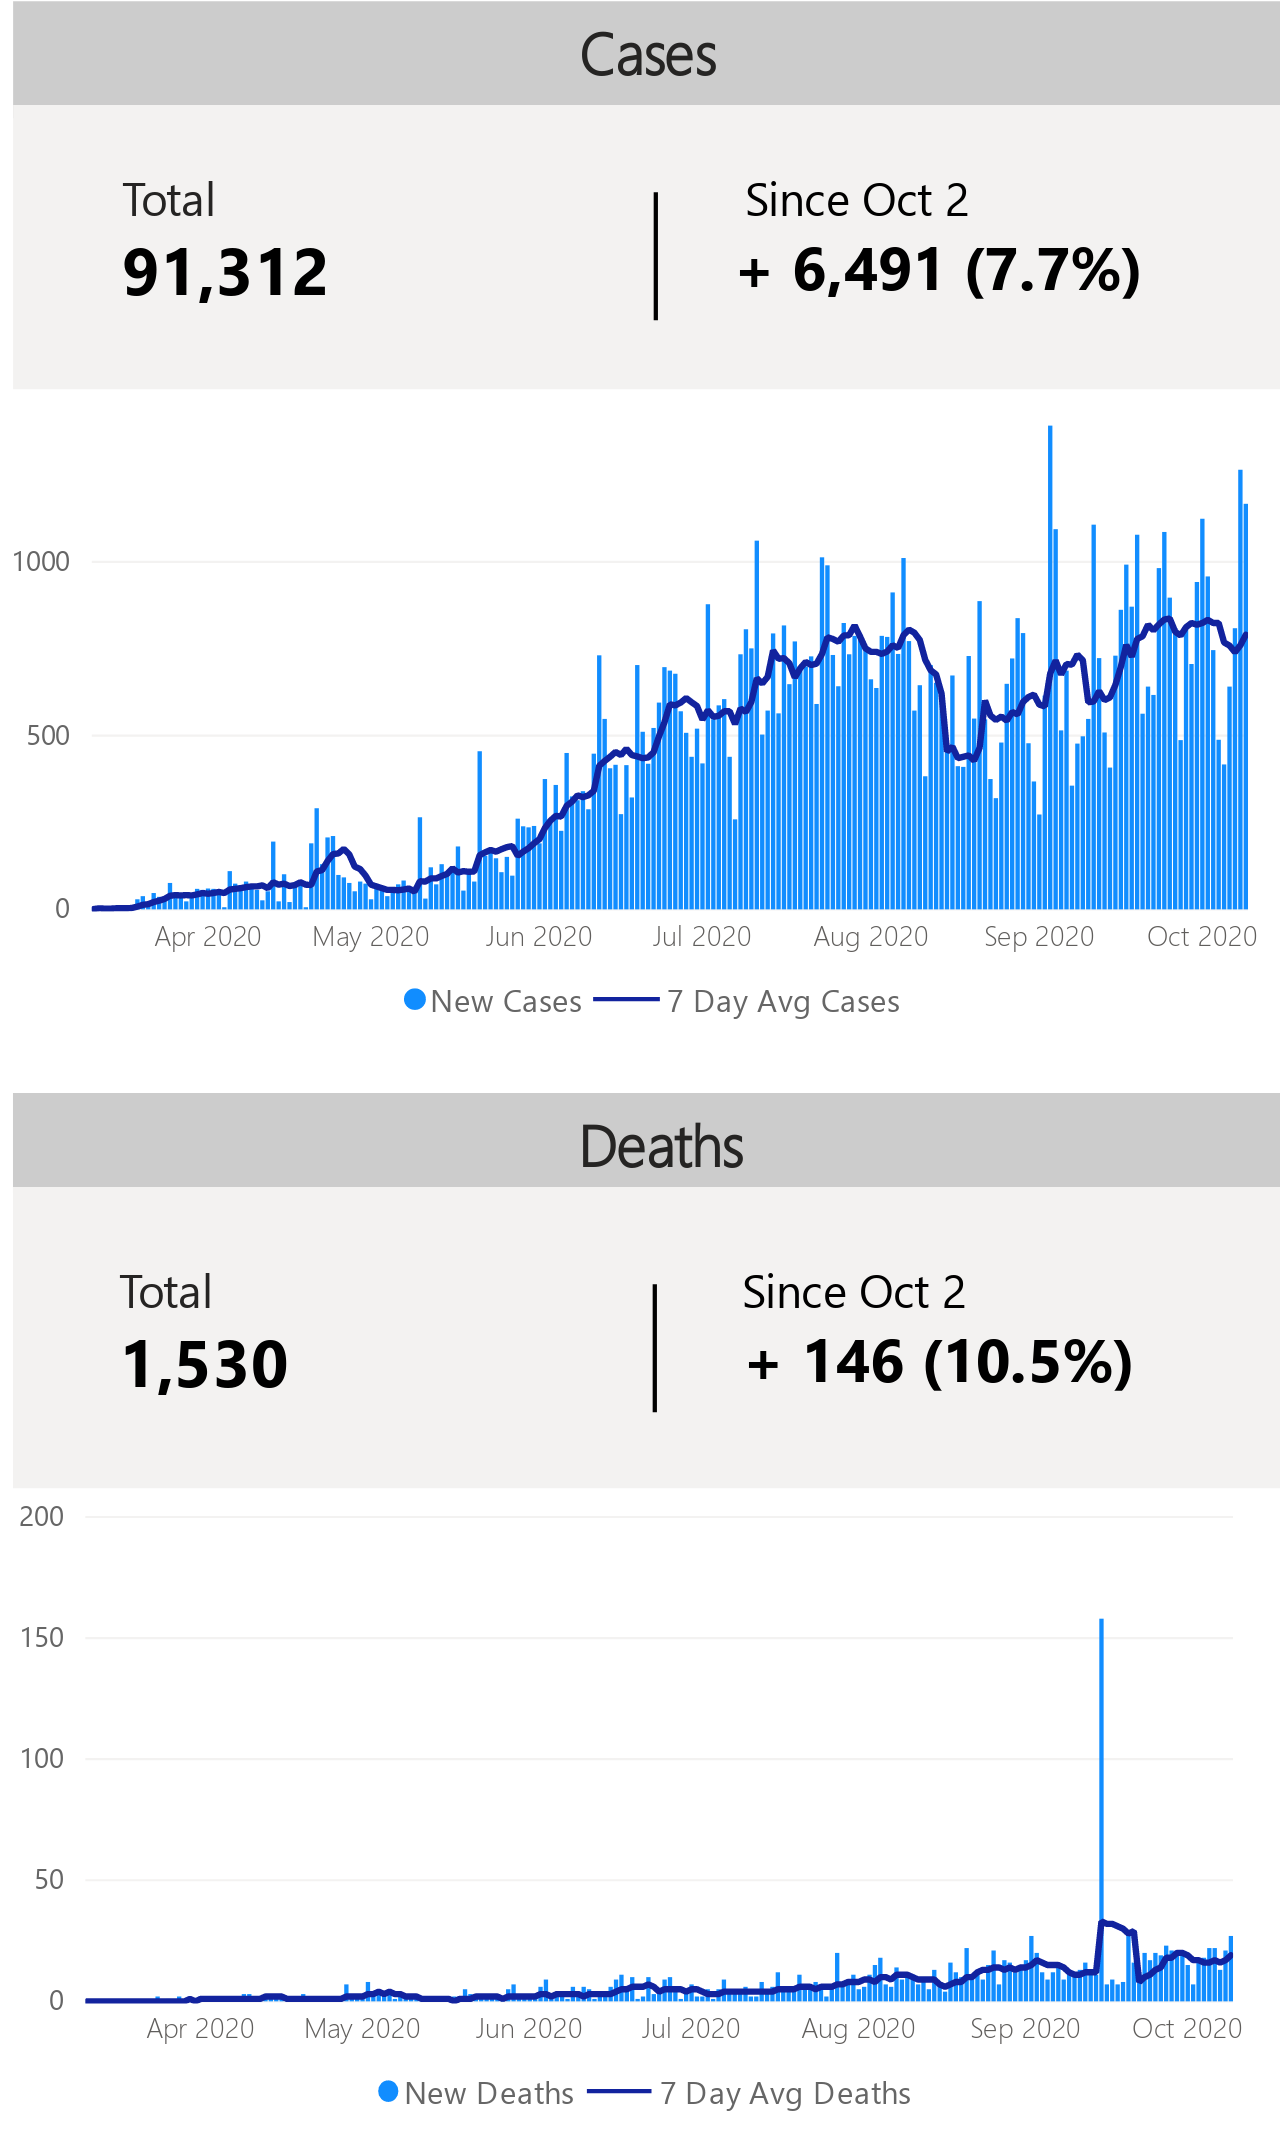 Cases
Total
Since Oct 2
91,312
+ 6,491 (7.7%)
1000
500
0
Apr 2020 May 2020 Jun 2020 Jul 2020 Aug 2020 Sep 2020 Oct 2020
New Cases 7 Day Avg Cases
Deaths
Total
Since Oct 2
1,530
+ 146 (10.5%)
200
150
100
50
0
Apr 2020 May 2020 Jun 2020 Jul 2020 Aug 2020 Sep 2020 Oct 2020
New Deaths 7 Day Avg Deaths